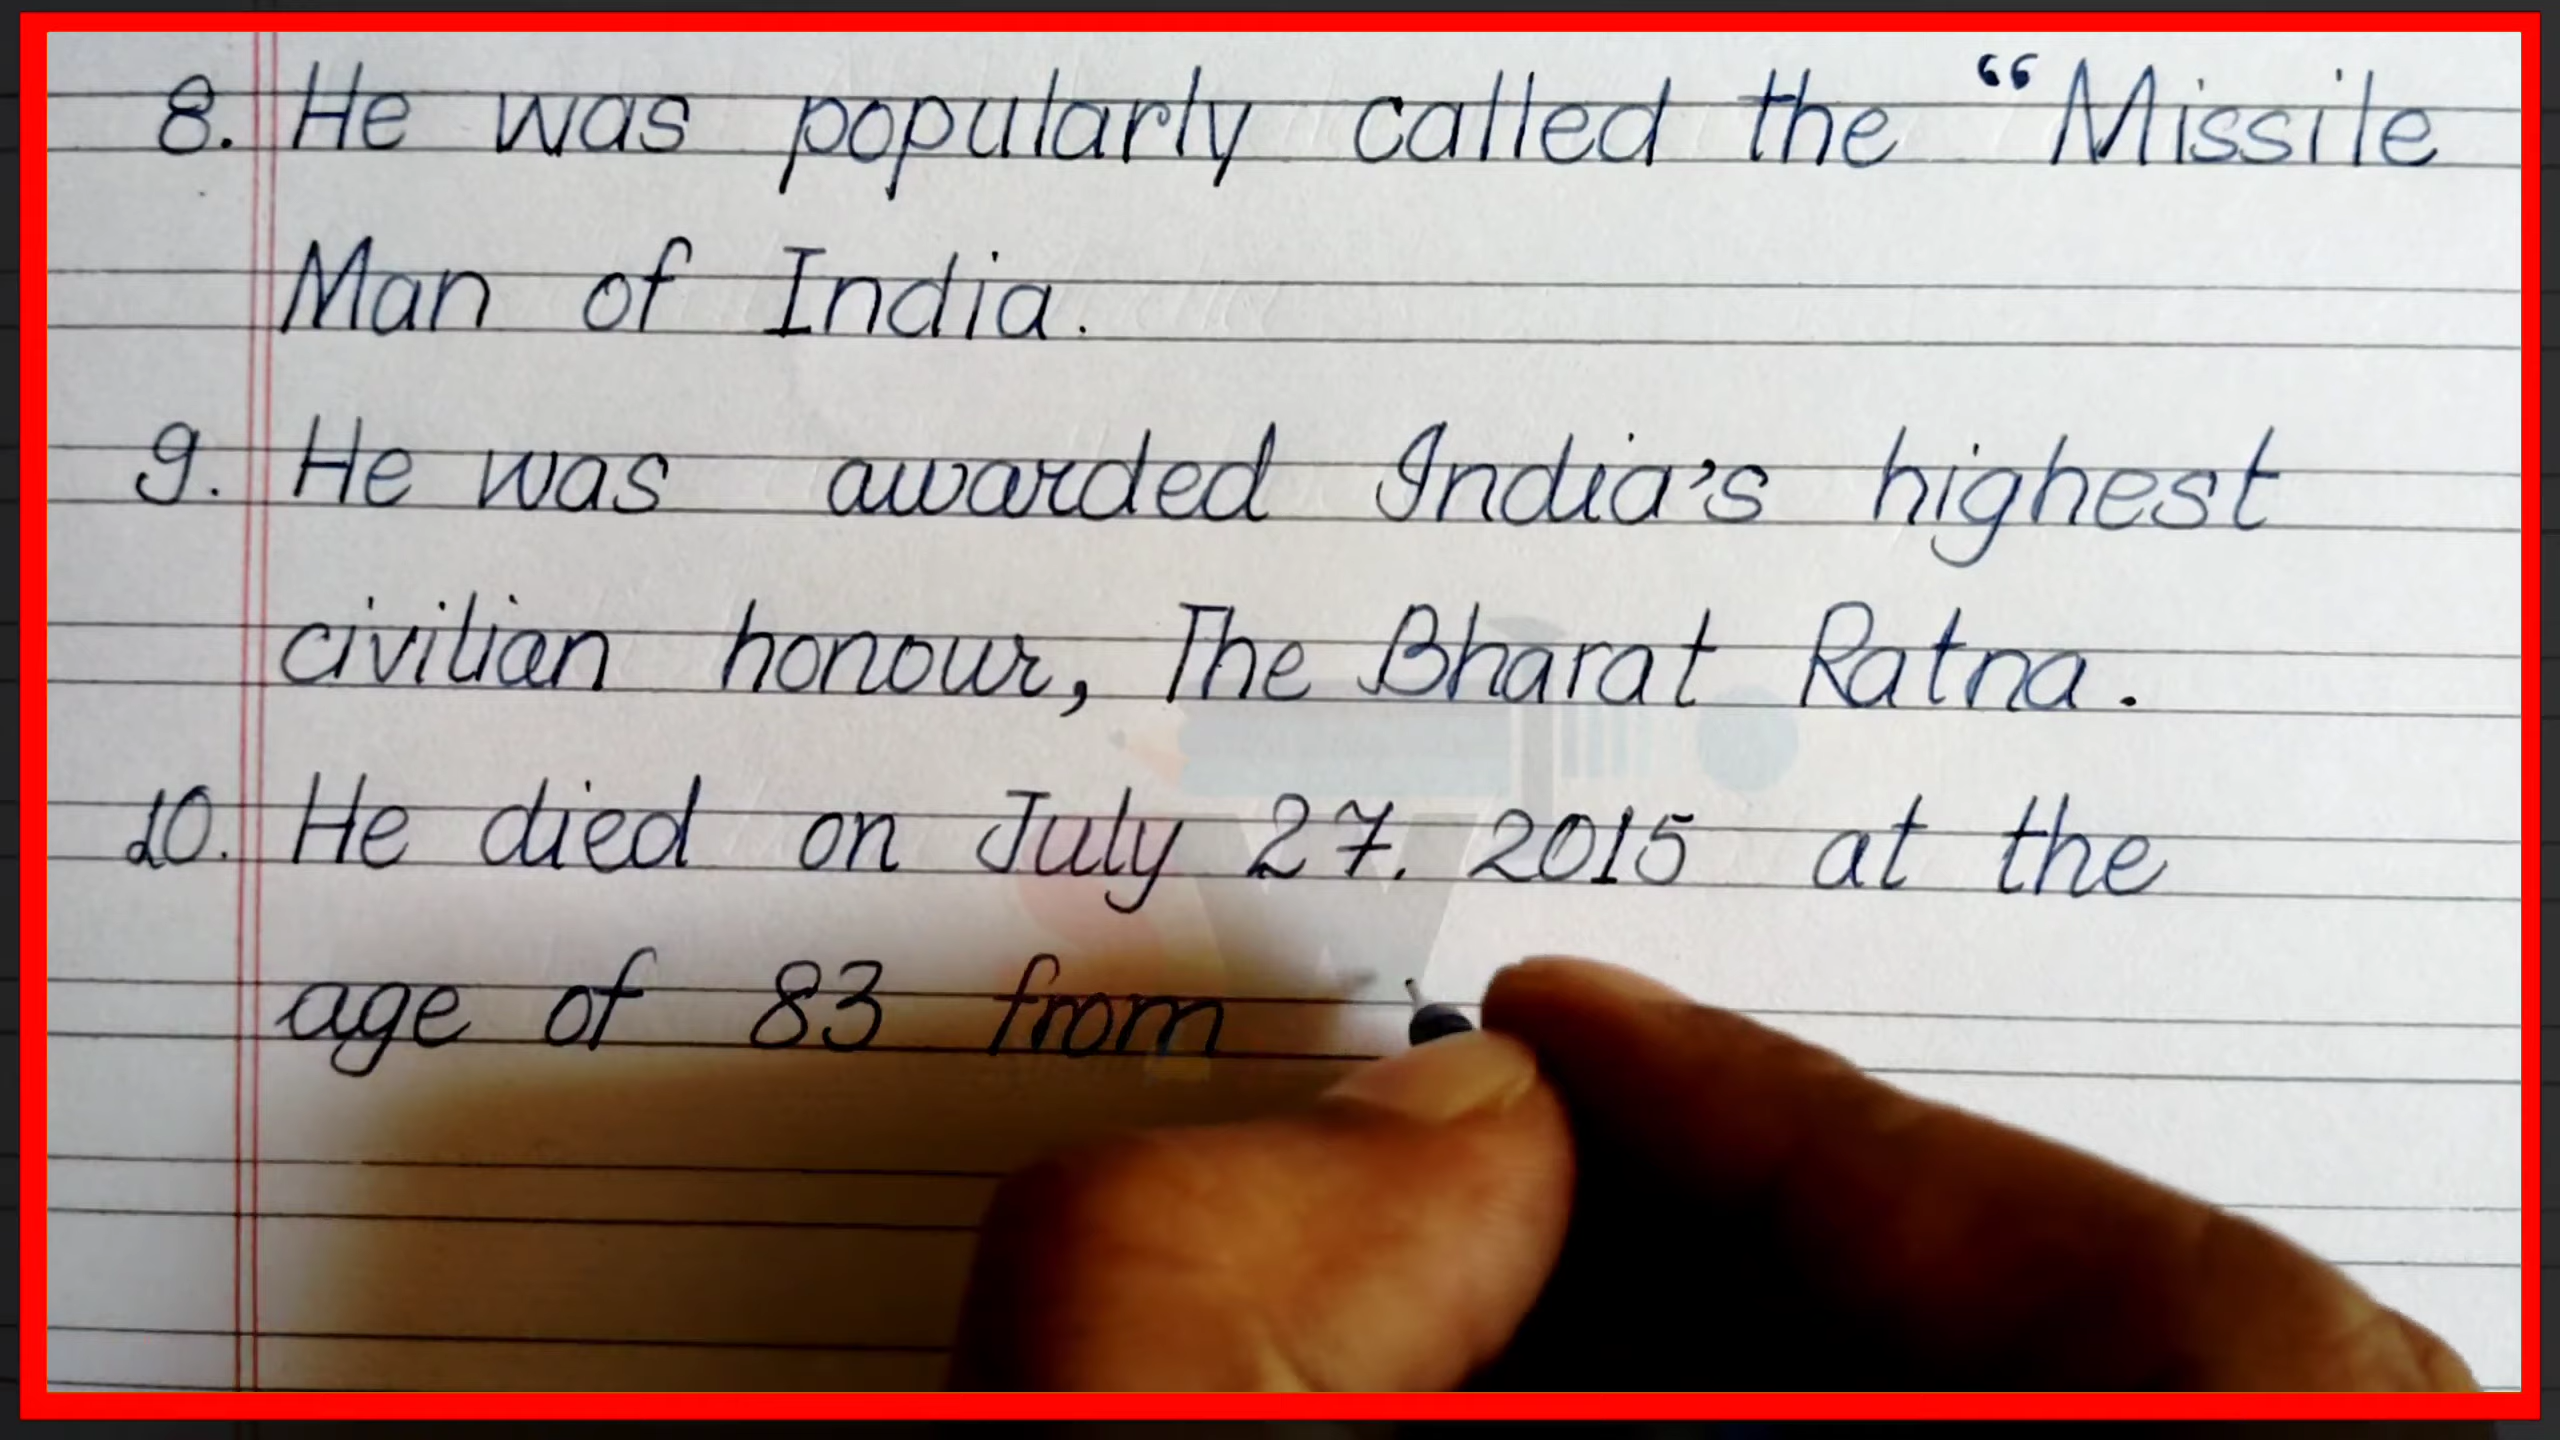 8. He was popularly called the “Missile
Man of India.
9. He was awarded India's highest
civilian honour, The Bharat Ratna.
10. He died on July 27. 2015 at the
age of 83 from